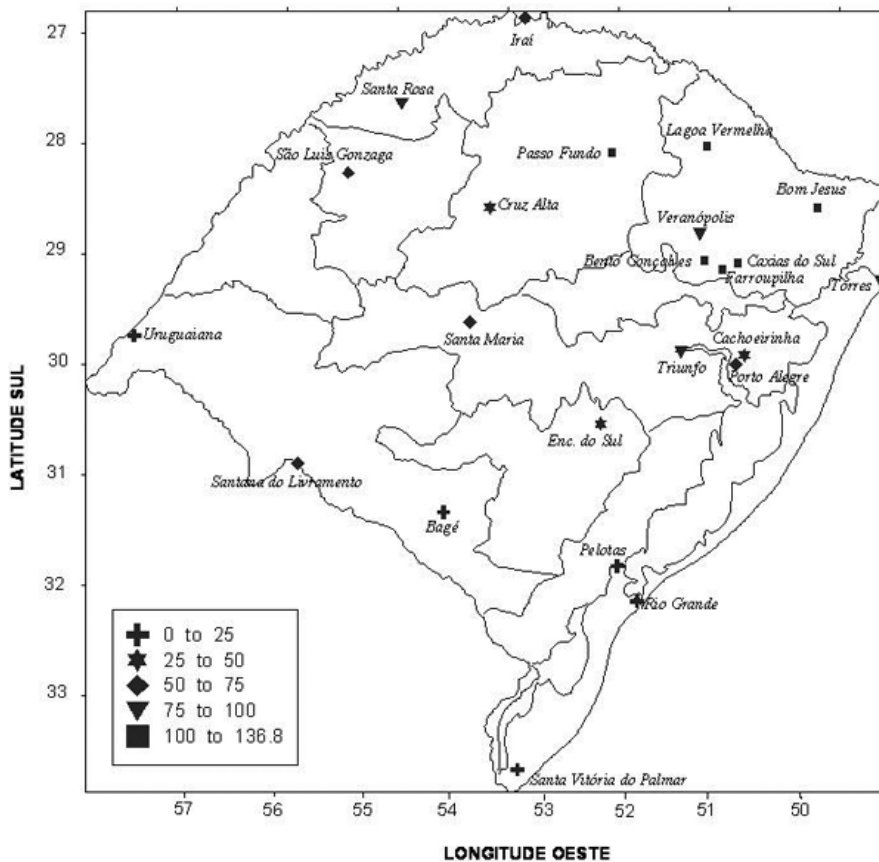 27
28
29
30
31
32
33
LATITUDE SUL
Iraí
Santa Rosa
Lagoa Vermelha
São Luis Gonzaga
Passo Fundo
Bom Jesus
Cruz Alta
Veranópolis
Bento Gonçalves
Caxias do Sul
Farroupilha
Torres
Uruguaiana
Santa Maria
Cachoeirinha
Triunfo
Porto Alegre
Enc. do Sul
Santana do Livramento
Bagé
Pelotas
Rio Grande
Santa Vitória do Palmar
0 to 25
25 to 50
50 to 75
75 to 100
100 to 136.8
57 56 55 54 53 52 51 50
LONGITUDE OESTE